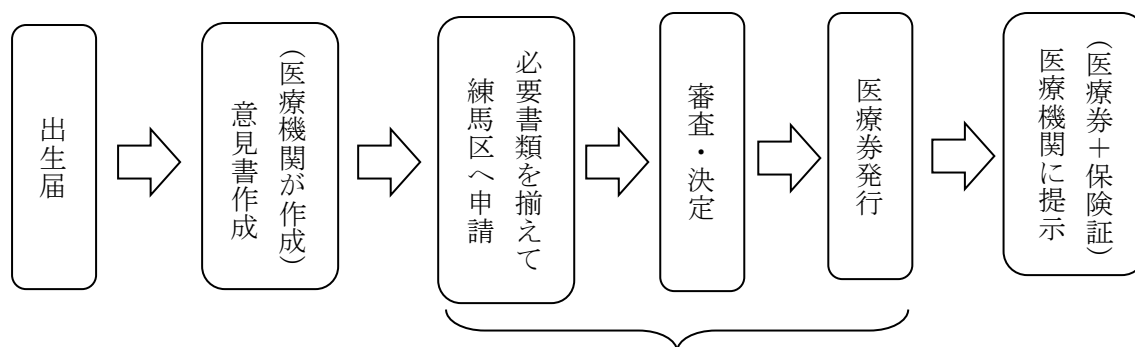 出生届
意見書作成
（医療機関が作成）
必要書類を揃えて
練馬区へ申請
審査・決定
医療券発行
医療機関に提示
（医療券＋保険証）